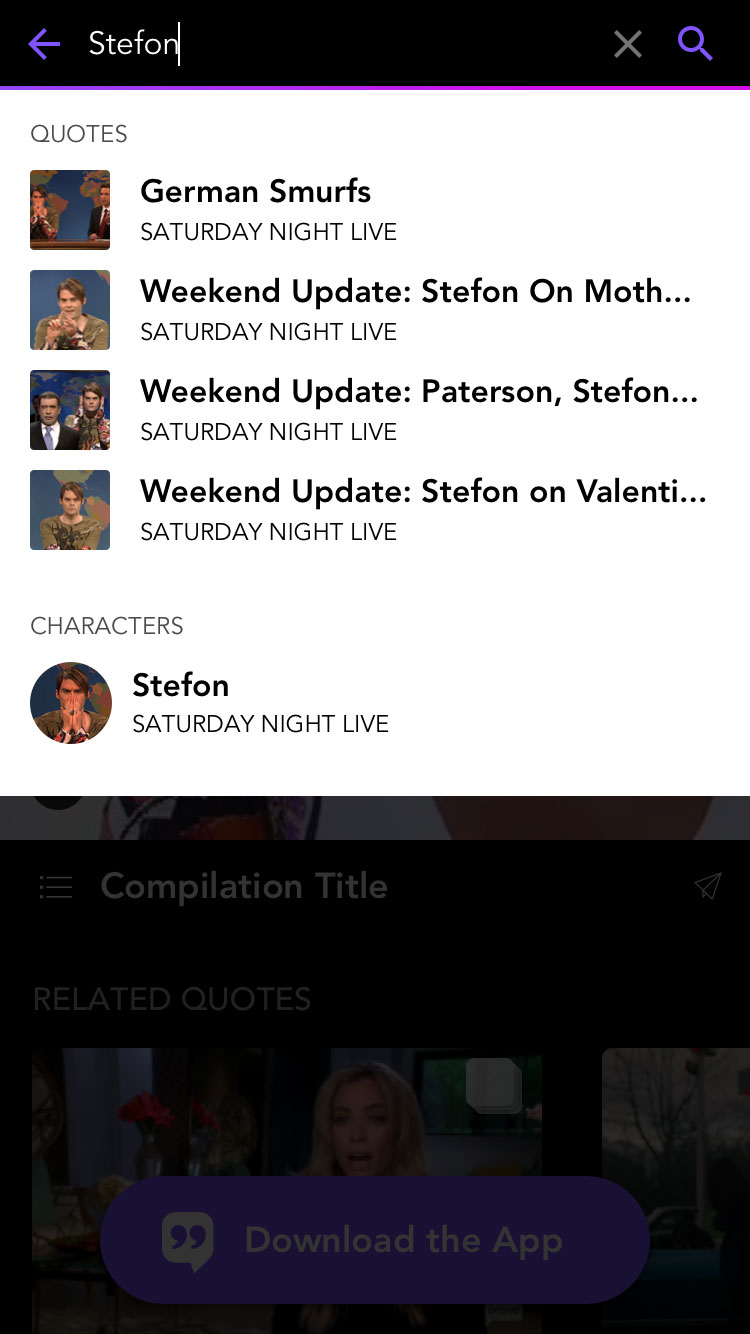 Stefon
QUOTES
German Smurfs
SATURDAY NIGHT LIVE
Weekend Update: Stefon On Moth...
SATURDAY NIGHT LIVE
Weekend Update: Paterson, Stefon...
SATURDAY NIGHT LIVE
Weekend Update: Stefon on Valenti...
SATURDAY NIGHT LIVE
CHARACTERS
Stefon
SATURDAY NIGHT LIVE
Compilation Title
RELATED QUOTES
Download the App
bravo